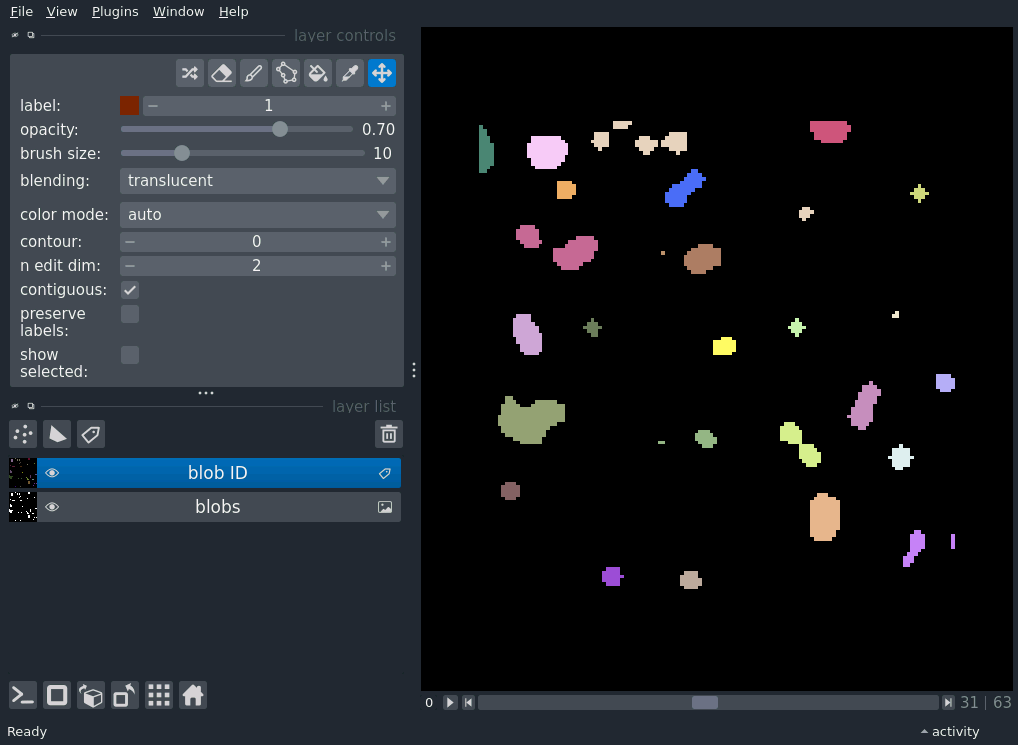 File View Plugins Window Help
layer controls
label: 1
opacity: 0.70
brush size: 10
blending: translucent
color mode: auto
contour: 0
n edit dim: 2
contiguous:
preserve
labels:
show
selected:
layer list
blob ID
blobs
0 31 | 63
Ready activity